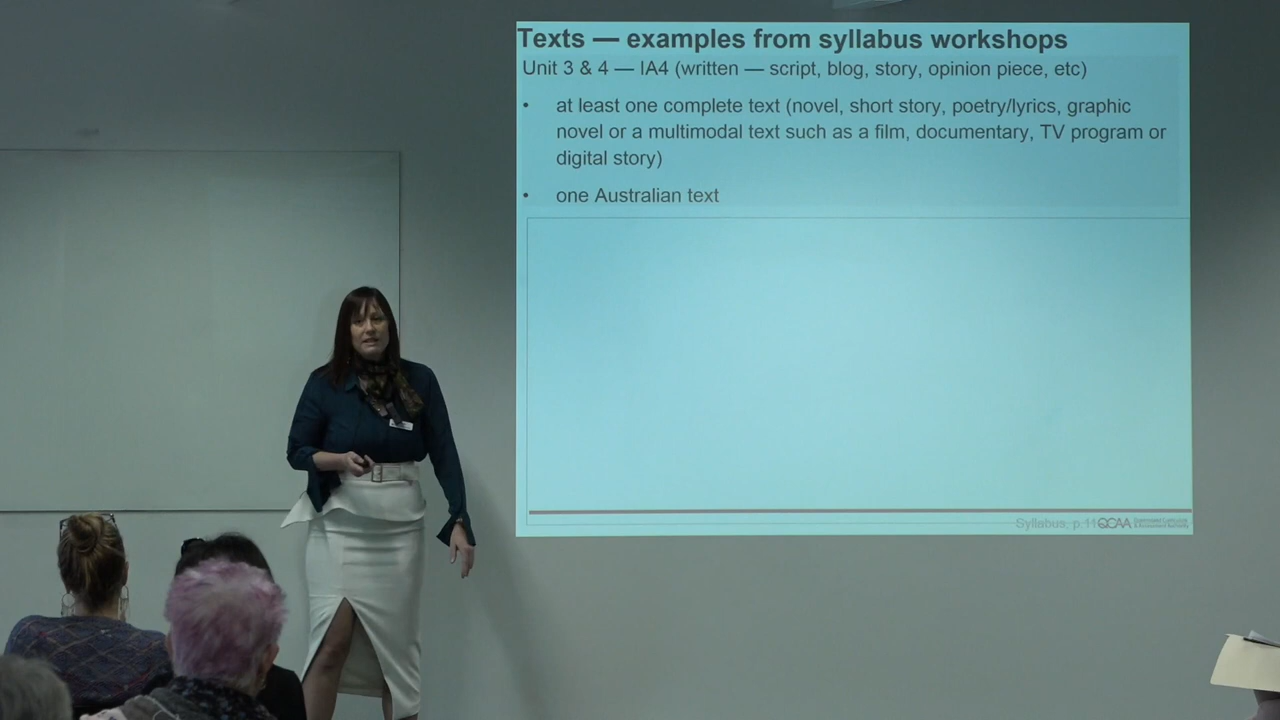 Texts — examples from syllabus workshops
Unit 3 & 4 — IA4 (written — script, blog, story, opinion piece, etc)
• at least one complete text (novel, short story, poetry/lyrics, graphic
novel or a multimodal text such as a film, documentary, TV program or
digital story)
• one Australian text
Syllabus, p.11 QCAA